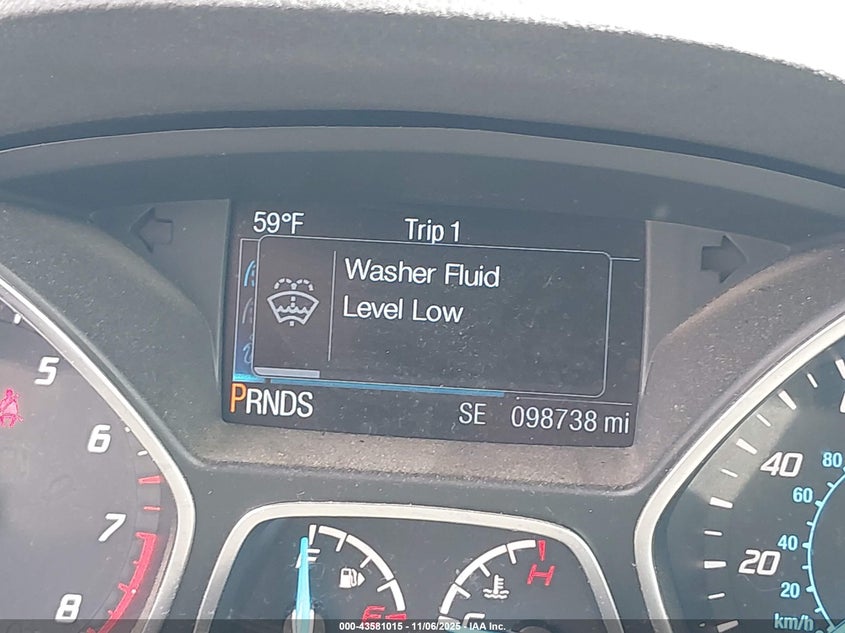 59°F Trip 1
Washer Fluid
Level Low
PRNDS SE 098738 mi
5
6
7
8
F
H
40
20
80
60
40
20
km/h
000-43581015 - 11/06/2025 - IAA Inc.